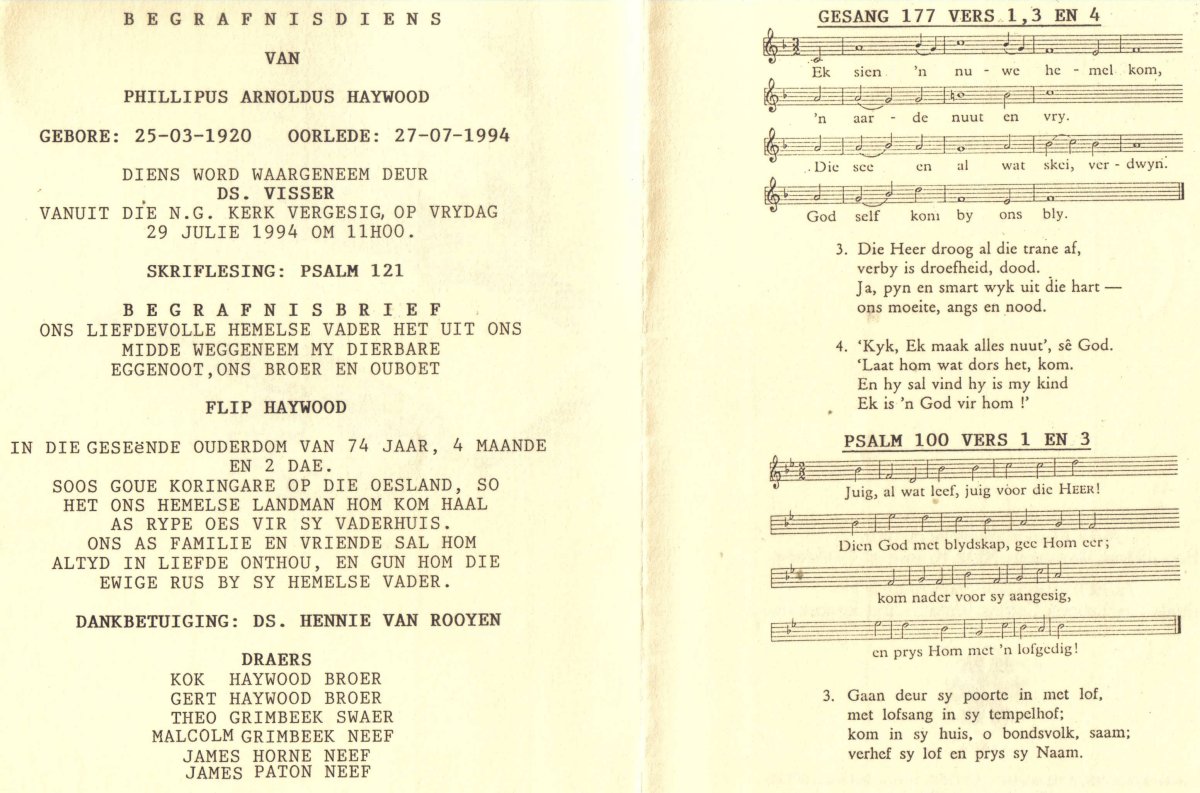 B E G R A F N I S D I E N S
VAN
PHILLIPUS ARNOLDUS HAYWOOD
GEBORE: 25-03-1920 OORLEDE: 27-07-1994
DIENS WORD WAARGENEEM DEUR
DS. VISSER
VANUIT DIE N.G. KERK VERGESIG, OP VRYDAG
29 JULIE 1994 OM 11HOO.
SKRIFLESING: PSALM 121
B E G R A F N I S B R I E F
ONS LIEFDEVOLLE HEMELSE VADER HET UIT ONS
MIDDE WEGGENEEM MY DIERBARE
EGGENOOT,ONS BROER EN OUBOET
FLIP HAYWOOD
IN DIE GESEëNDE OUDERDOM VAN 74 JAAR, 4 MAANDE
EN 2 DAE.
SOOS GOUE KORINGARE OP DIE OESLAND, SO
HET ONS HEMELSE LANDMAN HOM KOM HAAL
AS RYPE OES VIR SY VADERHUIS.
ONS AS FAMILIE EN VRIENDE SAL HOM
ALTYD IN LIEFDE ONTHOU, EN GUN HOM DIE
EWIGE RUS BY SY HEMELSE VADER.
DANKBETUIGING: DS. HENNIE VAN ROOYEN
DRAERS
KOK HAYWOOD BROER
GERT HAYWOOD BROER
THEO GRIMBEEK SWAER
MALCOLM GRIMBEEK NEEF
JAMES HORNE NEEF
JAMES PATON NEEF
GESANG 177 VERS 1,3 EN 4
Ek sien 'n nu - we he - mel kom,
'n aar - de nuut en vry.
Die see en al wat skei, ver - dwyn.
God self kom by ons bly.
3. Die Heer droog al die trane af,
verby is droefheid, dood.
Ja, pyn en smart wyk uit die hart —
ons moeite, angs en nood.
4. 'Kyk, Ek maak alles nuut', sê God.
'Laat hom wat dors het, kom.
En hy sal vind hy is my kind
Ek is 'n God vir hom !'
PSALM 100 VERS 1 EN 3
Juig, al wat leef, juig voor die HEER!
Dien God met blydskap, gee Hom eer;
kom nader voor sy aangesig,
en prys Hom met 'n lofgedig!
3. Gaan deur sy poorte in met lof,
met lofsang in sy tempelhof;
kom in sy huis, o bondsvolk, saam;
verhef sy lof en prys sy Naam.